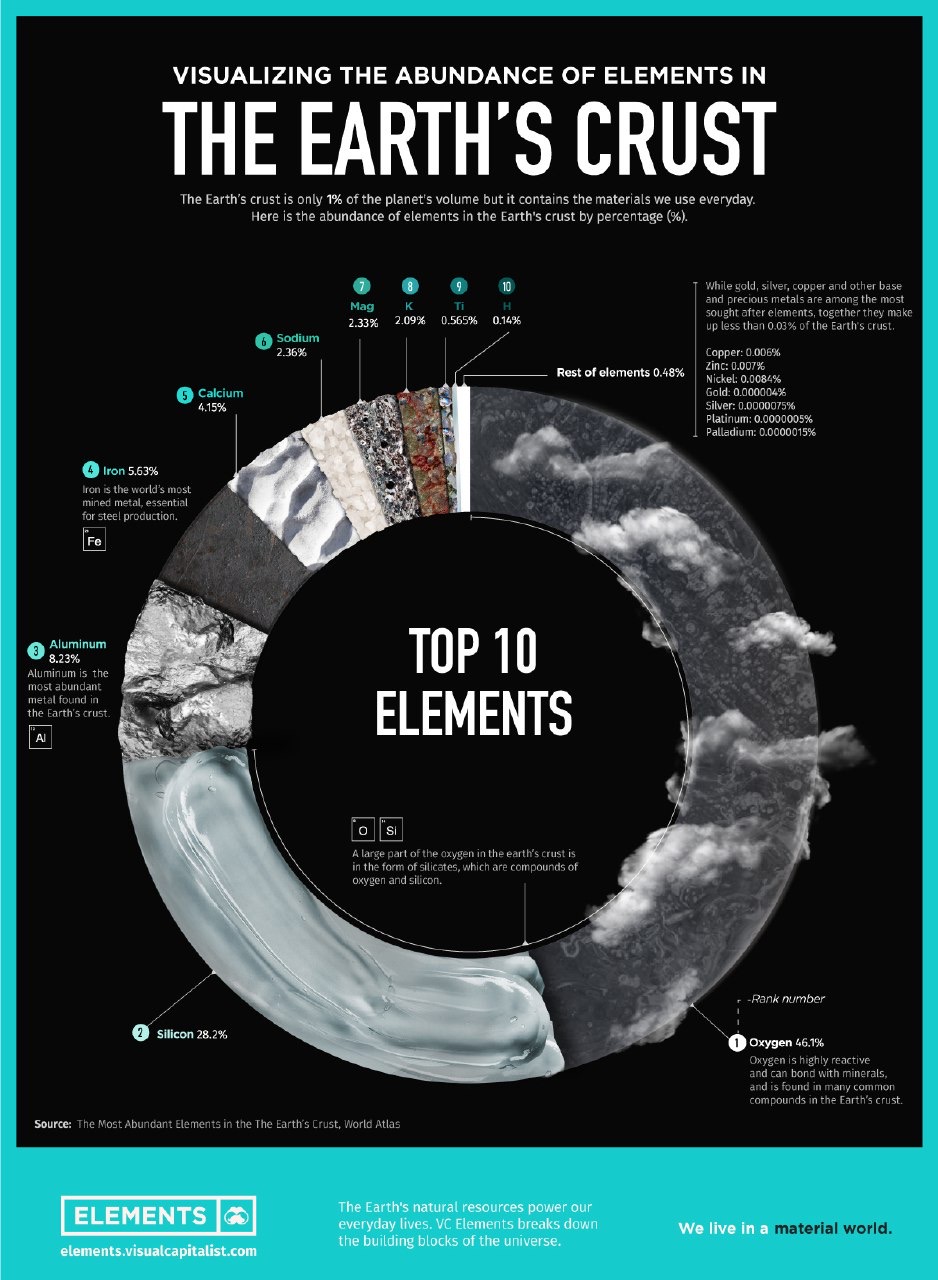 VISUALIZING THE ABUNDANCE OF ELEMENTS IN
THE EARTH'S CRUST
The Earth's crust is only 1% of the planet's volume but it contains the materials we use everyday.
Here is the abundance of elements in the Earth's crust by percentage (%).
7
Mag
2.33%
8
K
2.09%
9
Ti
0.565%
10
H
0.14%
Rest of elements 0.48%
While gold, silver, copper and other base
and precious metals are among the most
sought after elements, together they make
up less than 0.03% of the Earth's crust.
Copper: 0.006%
Zinc: 0.007%
Nickel: 0.0084%
Gold: 0.000004%
Silver: 0.0000075%
Platinum: 0.0000005%
Palladium: 0.0000015%
6 Sodium
2.36%
5 Calcium
4.15%
4 Iron 5.63%
Iron is the world's most
mined metal, essential
for steel production.
Fe
3 Aluminum
8.23%
Aluminum is the
most abundant
metal found in
the Earth's crust.
Al
TOP 10
ELEMENTS
O Si
A large part of the oxygen in the earth's crust is
in the form of silicates, which are compounds of
oxygen and silicon.
2 Silicon 28.2%
-Rank number
1 Oxygen 46.1%
Oxygen is highly reactive
and can bond with minerals,
and is found in many common
compounds in the Earth's crust.
Source: The Most Abundant Elements in the The Earth's Crust, World Atlas
ELEMENTS
elements.visualcapitalist.com
The Earth's natural resources power our
everyday lives. VC Elements breaks down
the building blocks of the universe.
We live in a material world.